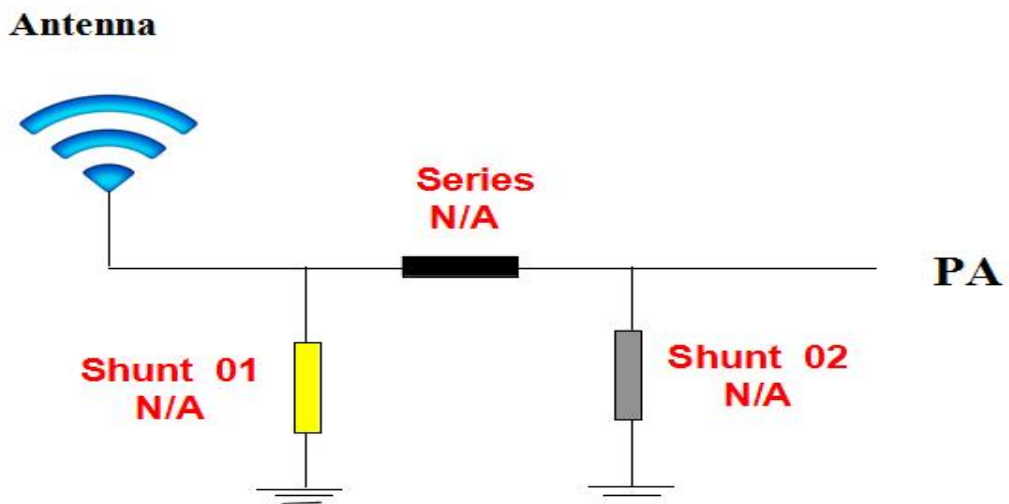 Antenna
Series
N/A
PA
Shunt 01
N/A
Shunt 02
N/A